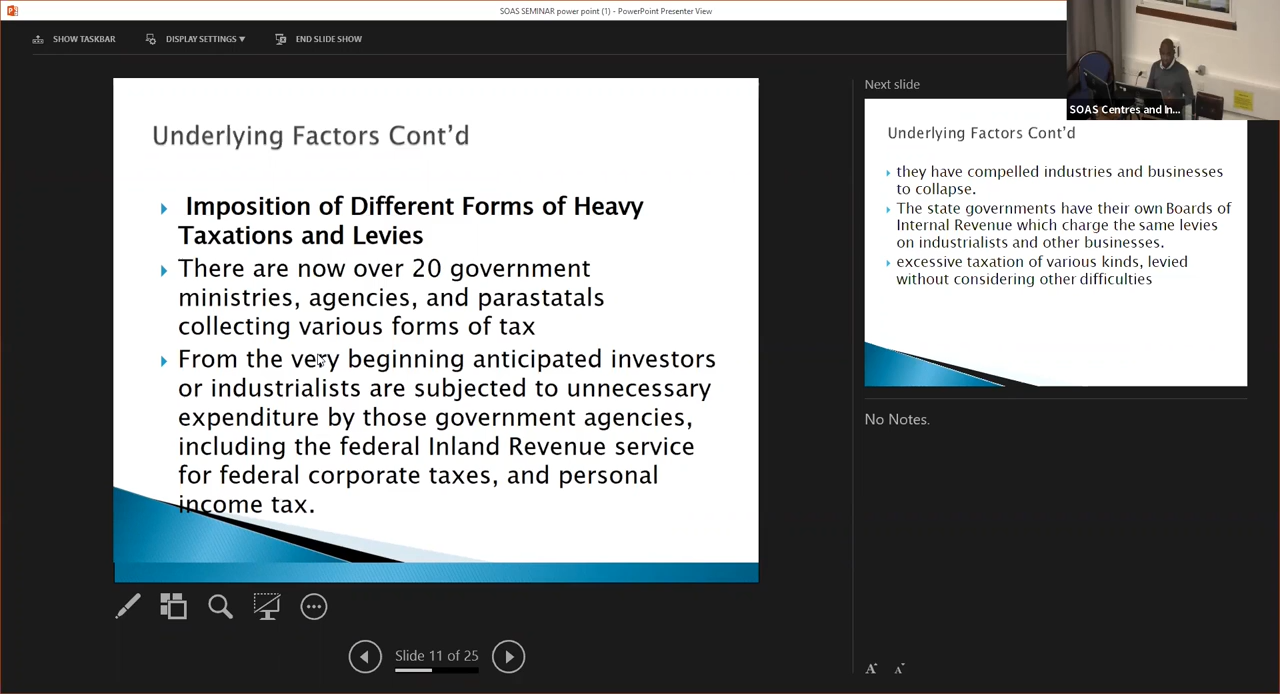 SOAS SEMINAR power point (1) - PowerPoint Presenter View
SHOW TASKBAR
DISPLAY SETTINGS ▼
END SLIDE SHOW
Underlying Factors Cont'd
Imposition of Different Forms of Heavy
Taxations and Levies
There are now over 20 government
ministries, agencies, and parastatals
collecting various forms of tax
From the very beginning anticipated investors
or industrialists are subjected to unnecessary
expenditure by those government agencies,
including the federal Inland Revenue service
for federal corporate taxes, and personal
income tax.
Slide 11 of 25
Next slide
SOAS Centres and In...
Underlying Factors Cont'd
they have compelled industries and businesses
to collapse.
The state governments have their own Boards of
Internal Revenue which charge the same levies
on industrialists and other businesses.
excessive taxation of various kinds, levied
without considering other difficulties
No Notes.
A A